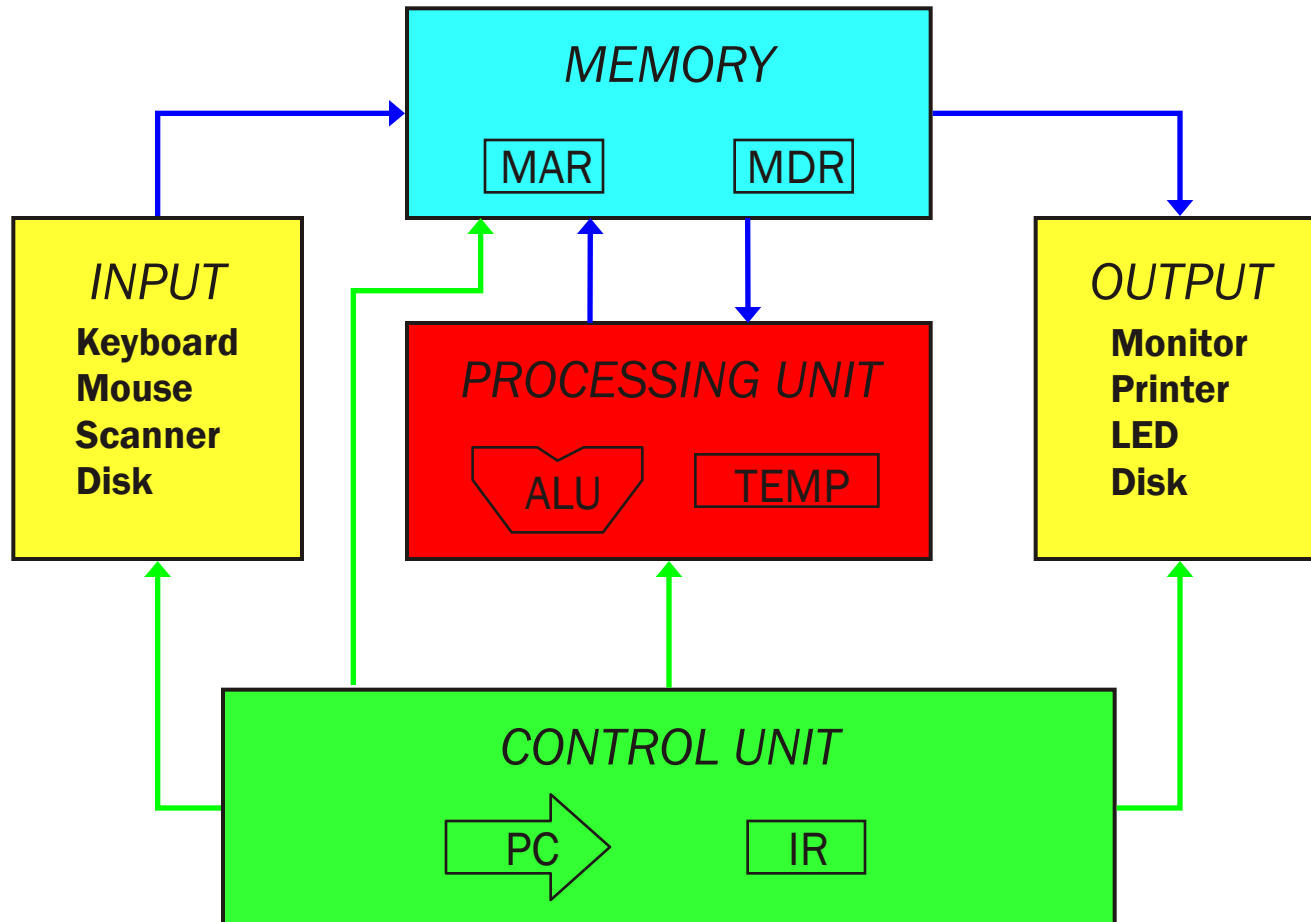 MEMORY
MAR
MDR
INPUT
Keyboard
Mouse
Scanner
Disk
PROCESSING UNIT
ALU
TEMP
OUTPUT
Monitor
Printer
LED
Disk
CONTROL UNIT
PC
IR